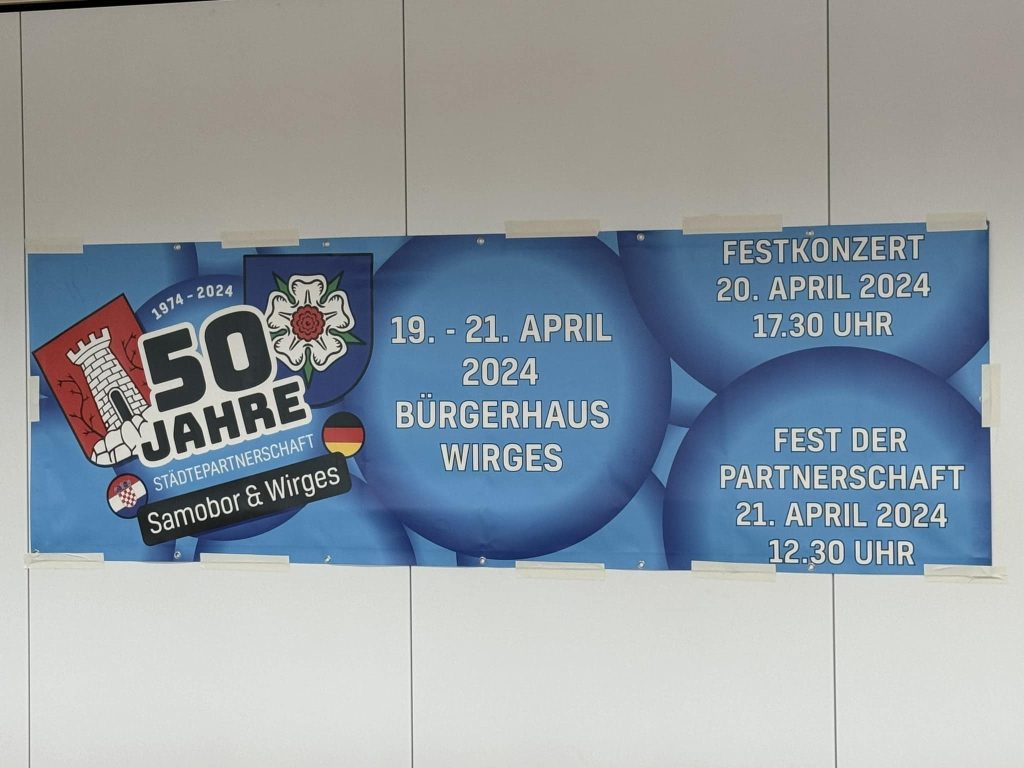 1974 - 2024
50
JAHRE
STÄDTEPARTNERSCHAFT
Samobor & Wirges
19. - 21. APRIL
2024
BÜRGERHAUS
WIRGES
FESTKONZERT
20. APRIL 2024
17.30 UHR
FEST DER
PARTNERSCHAFT
21. APRIL 2024
12.30 UHR